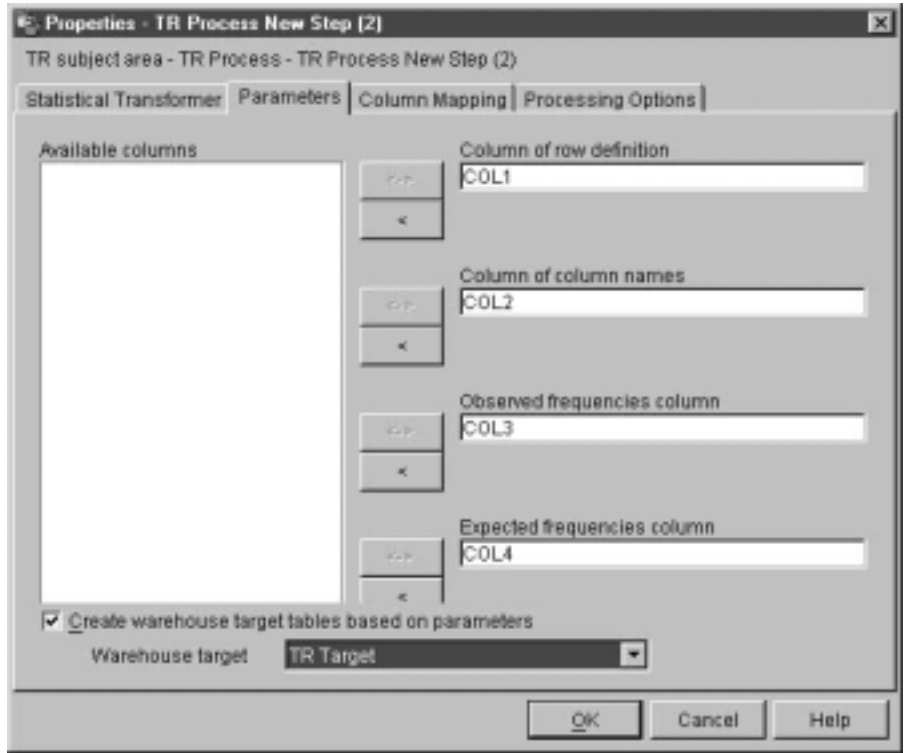 Properties - TR Process New Step (2)
TR subject area - TR Process - TR Process New Step (2)
Statistical Transformer Parameters Column Mapping Processing Options
Available columns
Column of row definition
COL1
<
Column of column names
COL2
<
Observed frequencies column
COL3
<
Expected frequencies column
COL4
<
Create warehouse target tables based on parameters
Warehouse target TR Target
OK Cancel Help